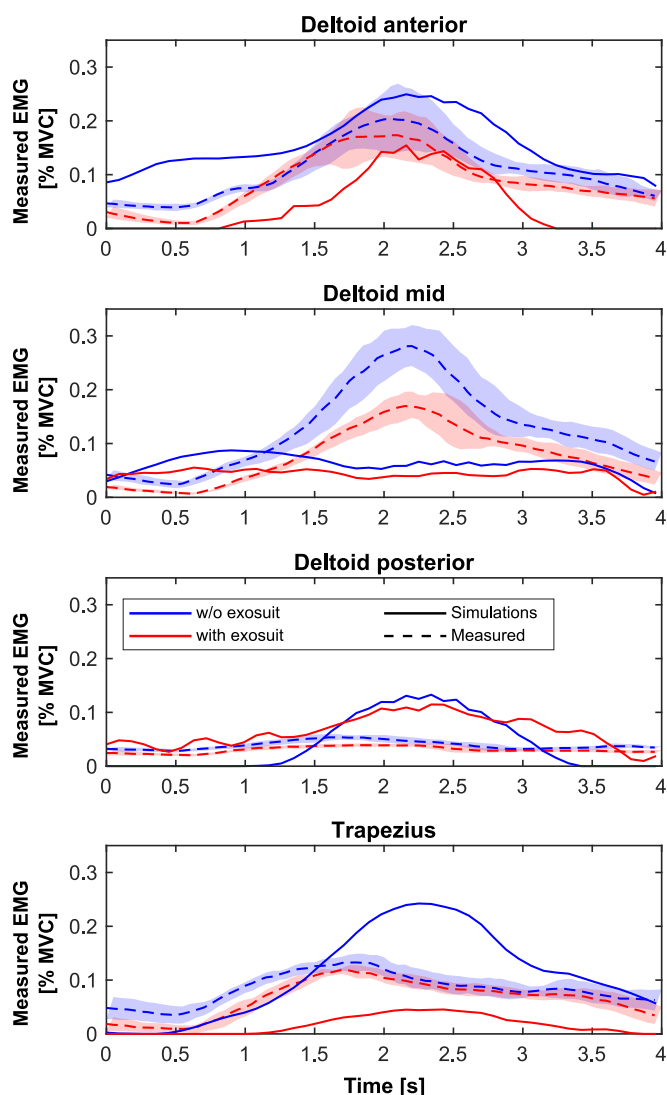 Deltoid anterior
Measured EMG
[% MVC]
0.3
0.2
0.1
0
0 0.5 1 1.5 2 2.5 3 3.5 4
Deltoid mid
Measured EMG
[% MVC]
0.3
0.2
0.1
0
0 0.5 1 1.5 2 2.5 3 3.5 4
Deltoid posterior
Measured EMG
[% MVC]
0.3
0.2
0.1
0
w/o exosuit Simulations
with exosuit Measured
0 0.5 1 1.5 2 2.5 3 3.5 4
Trapezius
Measured EMG
[% MVC]
0.3
0.2
0.1
0
0 0.5 1 1.5 2 2.5 3 3.5 4
Time [s]